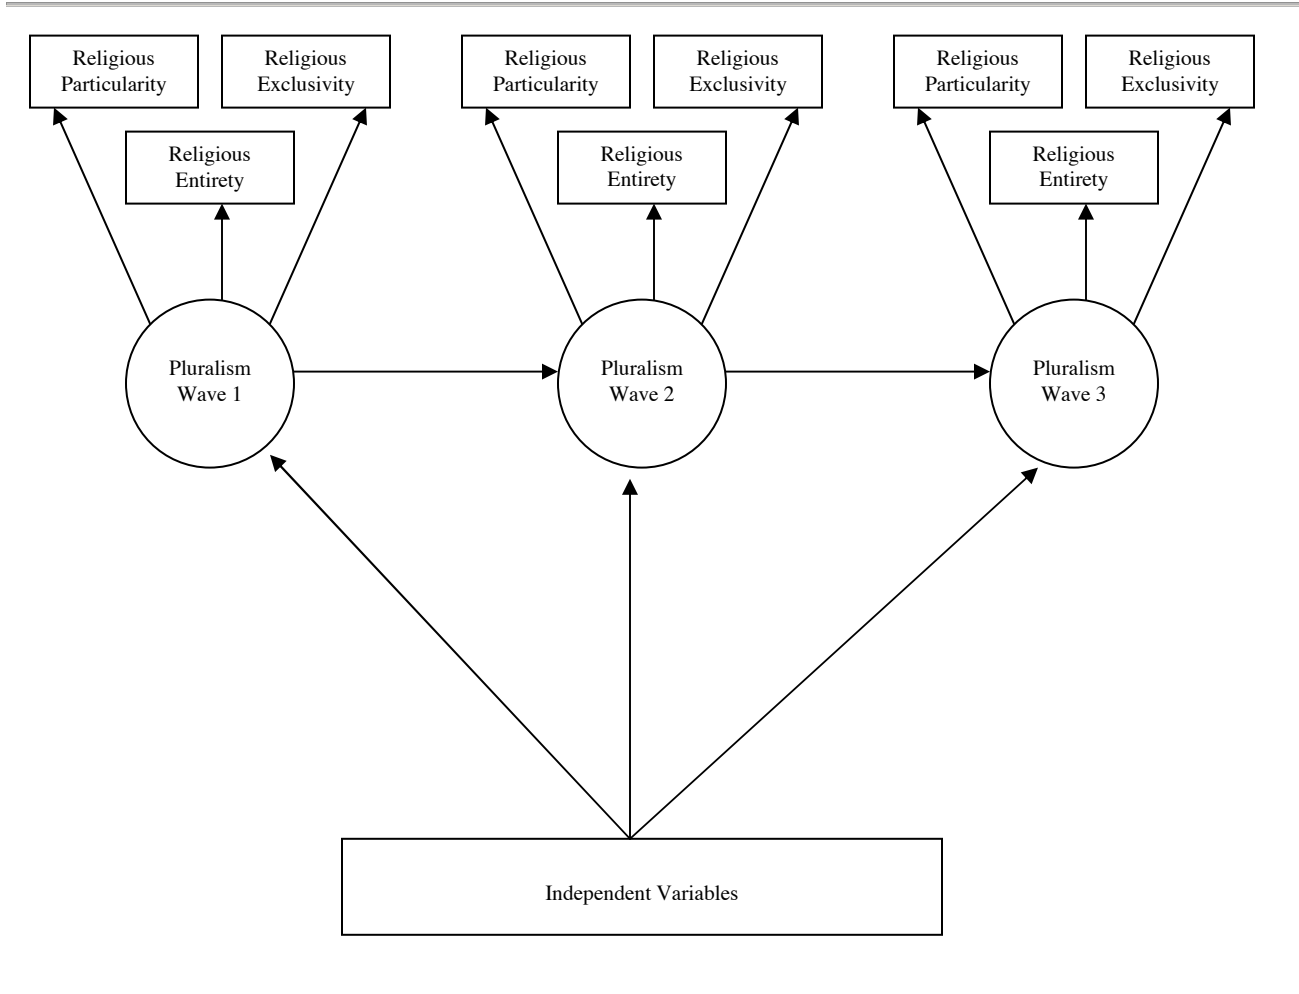 Religious
Particularity
Religious
Exclusivity
Religious
Entirety
Religious
Particularity
Religious
Exclusivity
Religious
Entirety
Religious
Particularity
Religious
Exclusivity
Religious
Entirety
Pluralism
Wave 1
Pluralism
Wave 2
Pluralism
Wave 3
Independent Variables